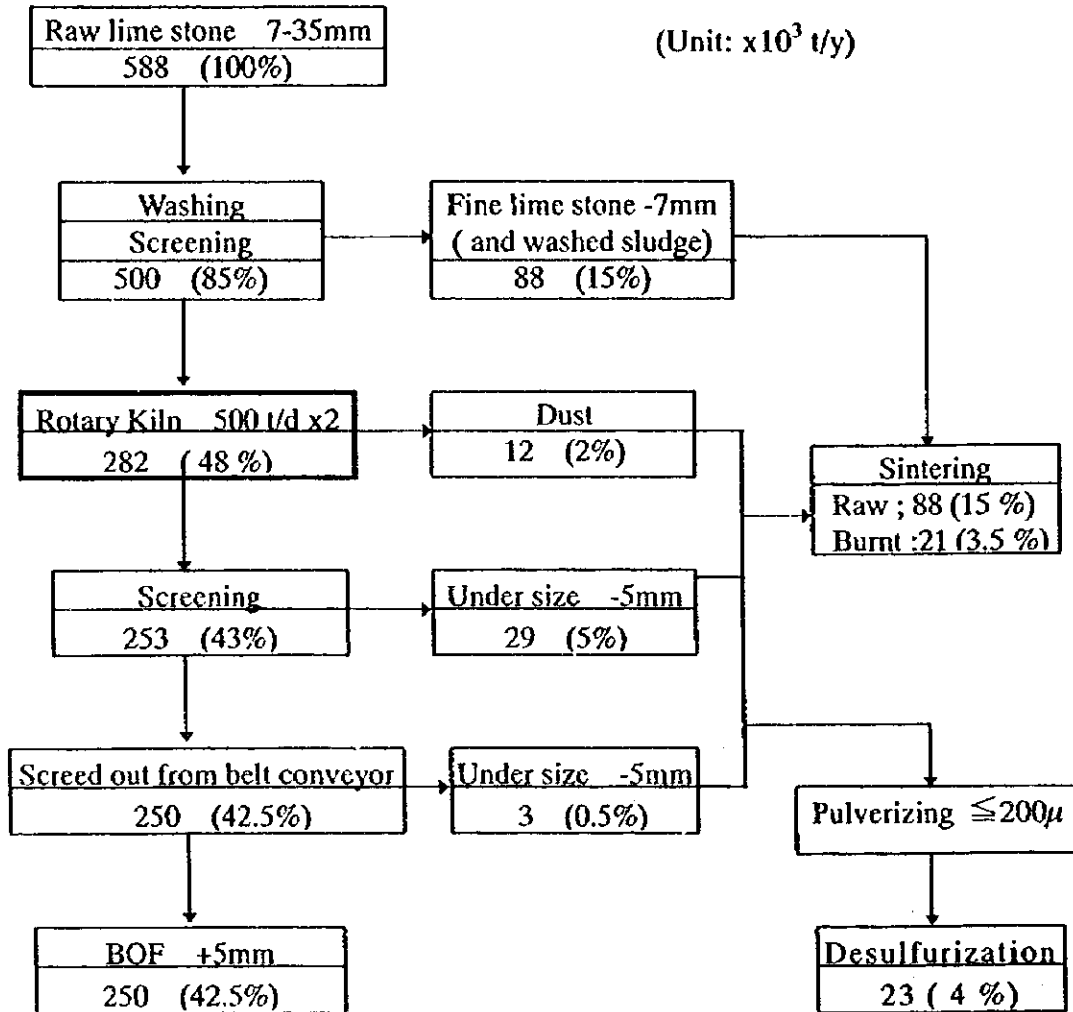 Raw lime stone 7-35mm
588 (100%)
(Unit: x10³ t/y)
Washing
Screening
500 (85%)
Fine lime stone -7mm
( and washed sludge)
88 (15%)
Rotary Kiln 500 t/d x2
282 ( 48 %)
Dust
12 (2%)
Sintering
Raw ; 88 (15 %)
Burnt :21 (3.5 %)
Screening
253 (43%)
Under size -5mm
29 (5%)
Screed out from belt conveyor
250 (42.5%)
Under size -5mm
3 (0.5%)
Pulverizing ≦200μ
BOF +5mm
250 (42.5%)
Desulfurization
23 ( 4 %)